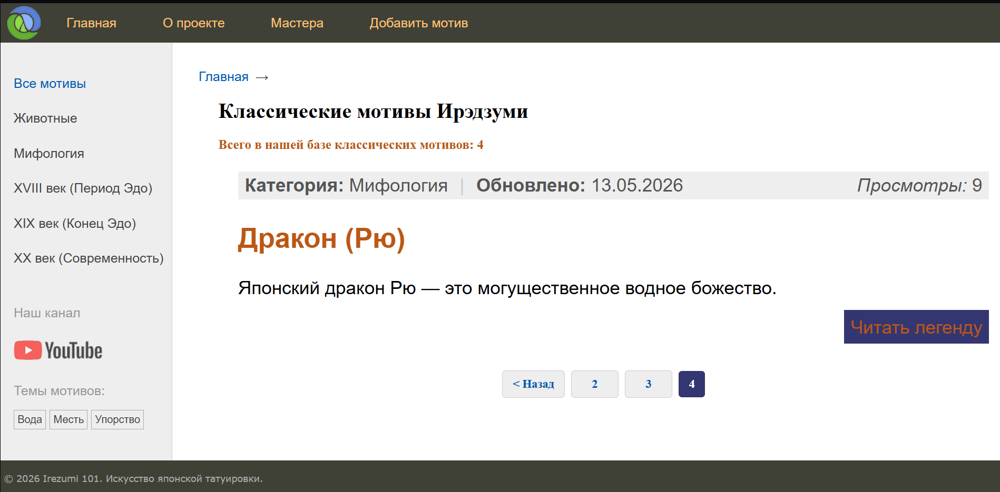 Главная О проекте Мастера Добавить мотив
Все мотивы
Животные
Мифология
XVIII век (Период Эдо)
XIX век (Конец Эдо)
XX век (Современность)
Наш канал
YouTube
Темы мотивов:
Вода Месть Упорство
Главная →
Классические мотивы Ирэдзуми
Всего в нашей базе классических мотивов: 4
Категория: Мифология | Обновлено: 13.05.2026 Просмотры: 9
Дракон (Рю)
Японский дракон Рю — это могущественное водное божество.
Читать легенду
< Назад 2 3 4
© 2026 Irezumi 101. Искусство японской татуировки.